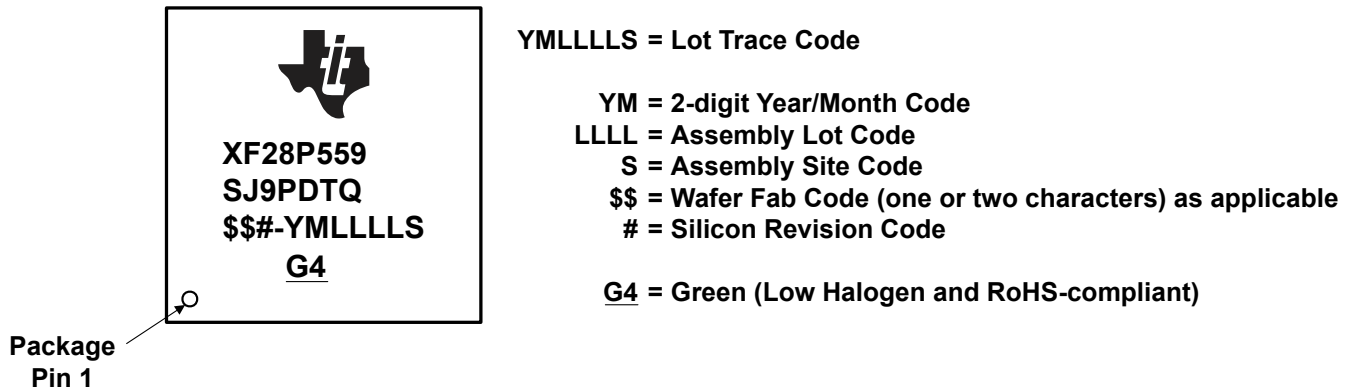 XF28P559
SJ9PDTQ
$$#-YMLLLLS
G4
Package
Pin 1
YMLLLLS = Lot Trace Code
YM = 2-digit Year/Month Code
LLLL = Assembly Lot Code
S = Assembly Site Code
$$ = Wafer Fab Code (one or two characters) as applicable
# = Silicon Revision Code
G4 = Green (Low Halogen and RoHS-compliant)